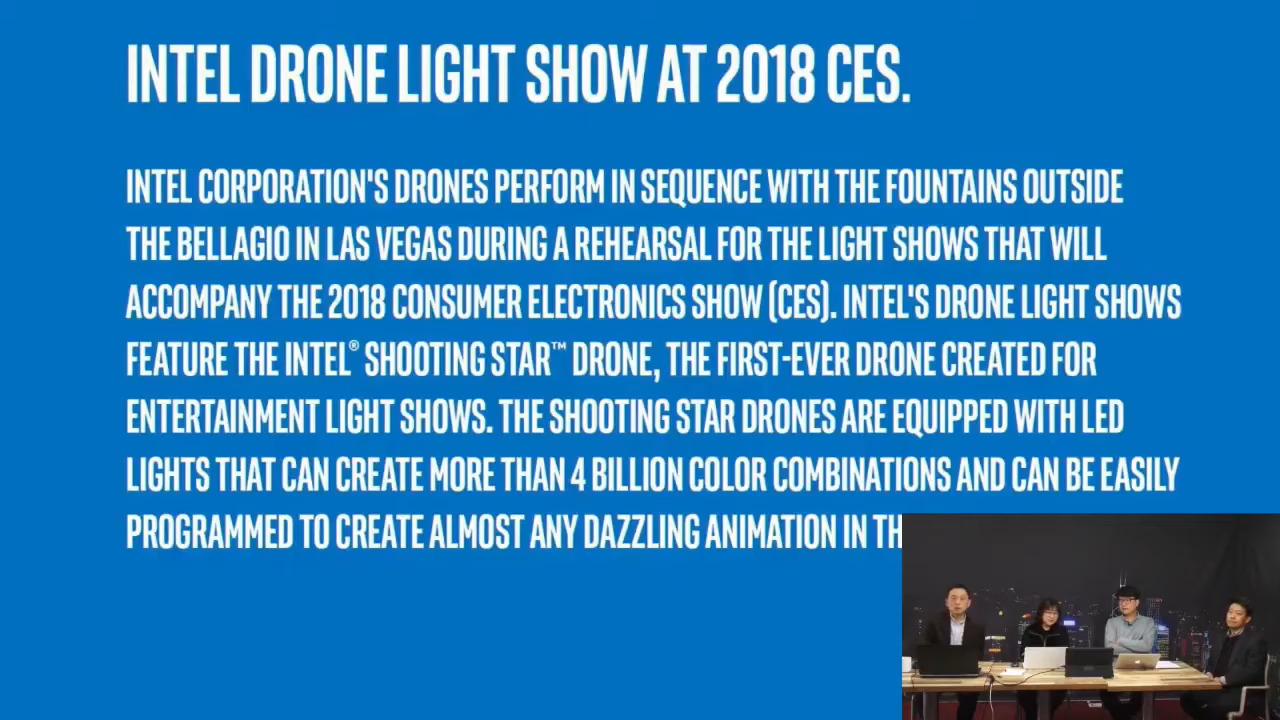 INTEL DRONE LIGHT SHOW AT 2018 CES.
INTEL CORPORATION'S DRONES PERFORM IN SEQUENCE WITH THE FOUNTAINS OUTSIDE
THE BELLAGIO IN LAS VEGAS DURING A REHEARSAL FOR THE LIGHT SHOWS THAT WILL
ACCOMPANY THE 2018 CONSUMER ELECTRONICS SHOW (CES). INTEL'S DRONE LIGHT SHOWS
FEATURE THE INTEL® SHOOTING STAR™ DRONE, THE FIRST-EVER DRONE CREATED FOR
ENTERTAINMENT LIGHT SHOWS. THE SHOOTING STAR DRONES ARE EQUIPPED WITH LED
LIGHTS THAT CAN CREATE MORE THAN 4 BILLION COLOR COMBINATIONS AND CAN BE EASILY
PROGRAMMED TO CREATE ALMOST ANY DAZZLING ANIMATION IN TH